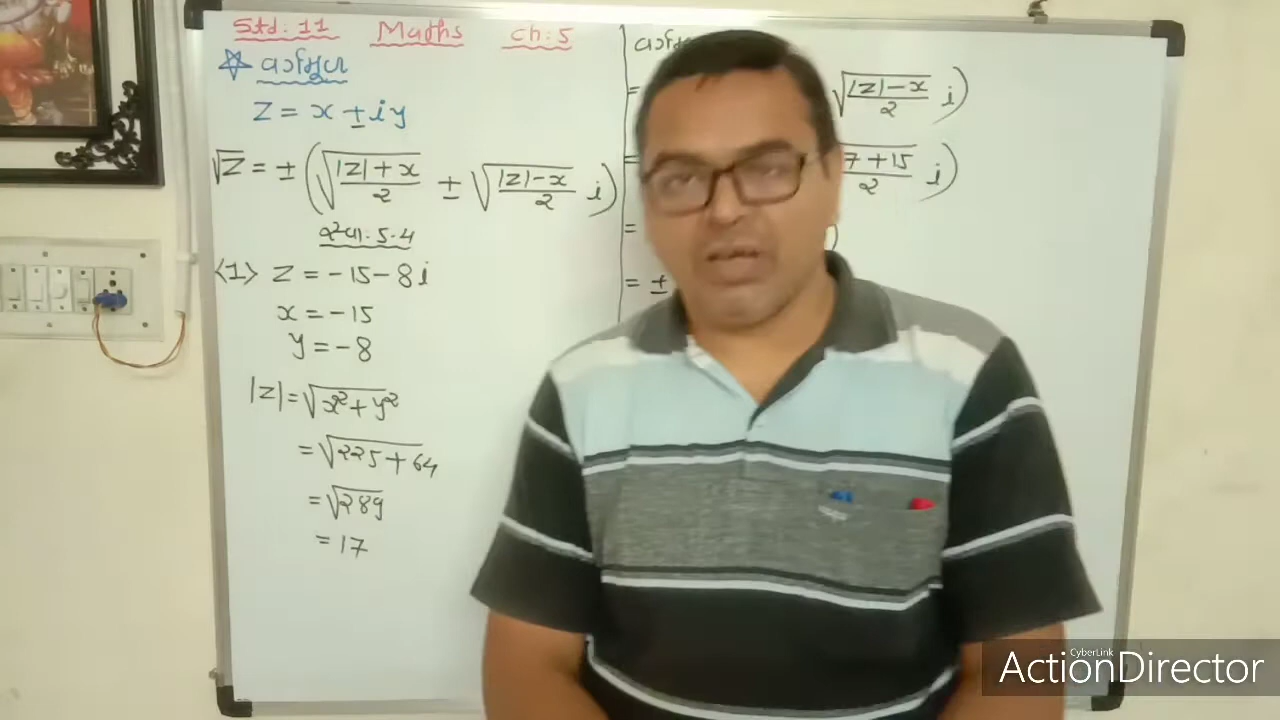 Std. 11 Maths Ch: 5
☆ વર્ગમૂળ
Z = x ± iy
√Z = ± (√(|Z|+x)/2 ± √(|Z|-x)/2 i)
સ્વા. 5.4
<1> Z = -15-8i
x = -15
y = -8
|Z| = √x²+y²
= √225+64
= √289
= 17
=
√(|Z|-x)/2 i)
=
7+15/2 i)
=
= ±
CyberLink
ActionDirector